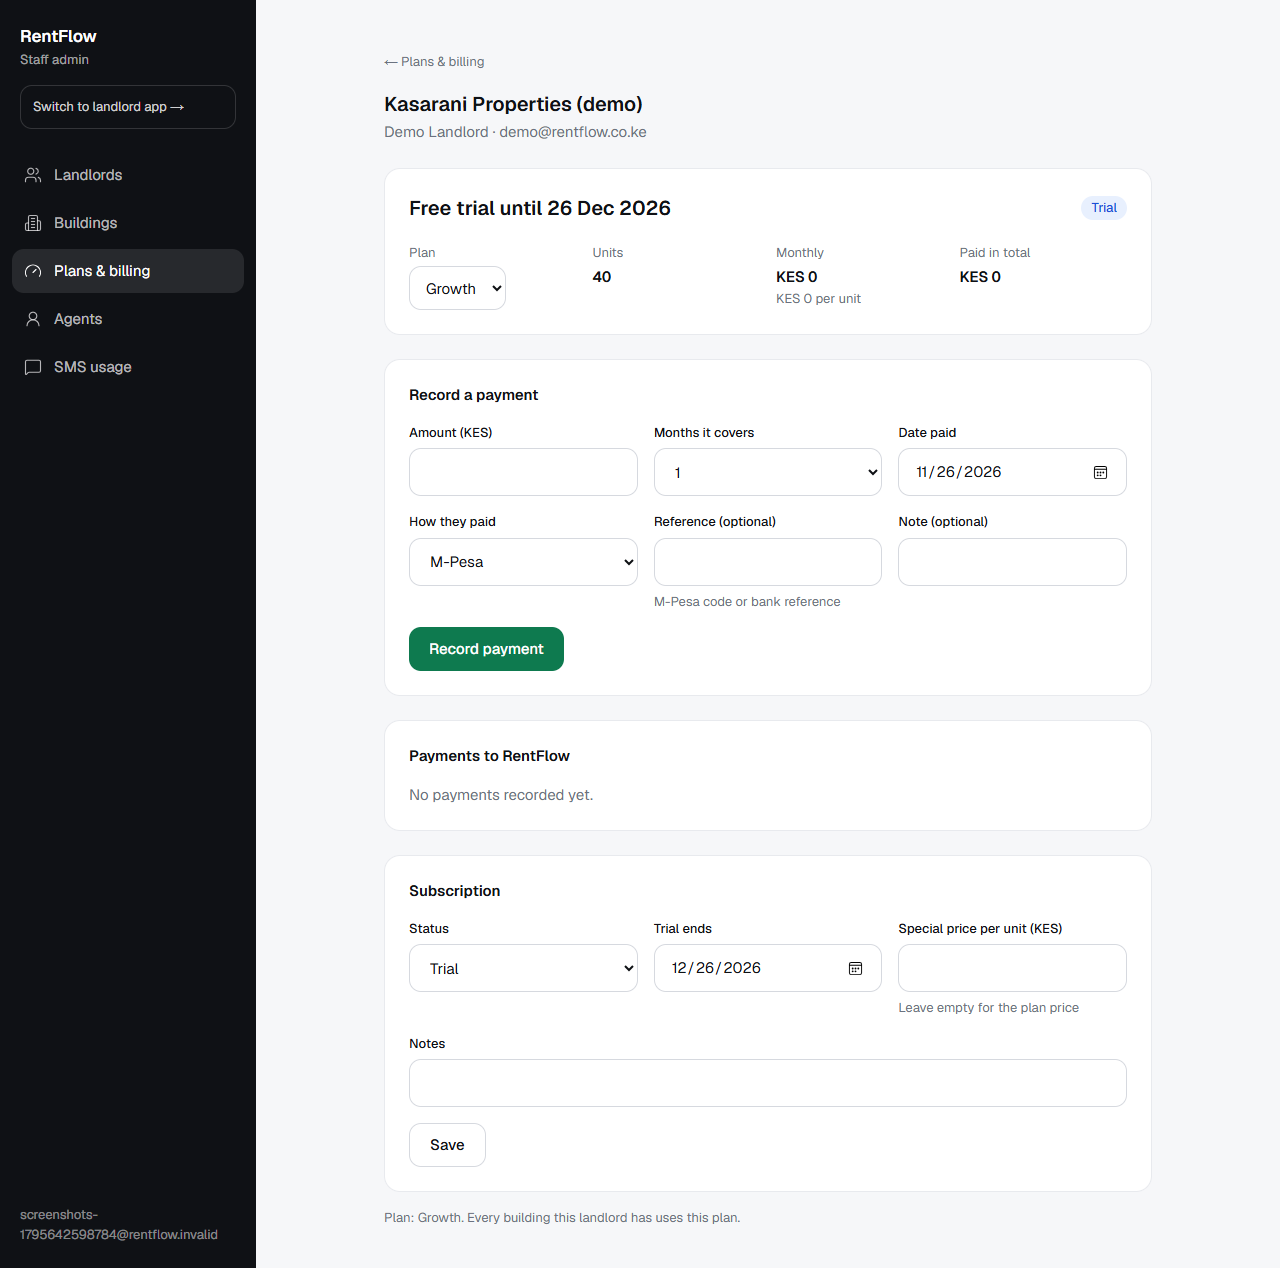 RentFlow
Staff admin
Switch to landlord app →
Landlords
Buildings
Plans & billing
Agents
SMS usage
screenshots-
1795642598784@rentflow.invalid
← Plans & billing
Kasarani Properties (demo)
Demo Landlord · demo@rentflow.co.ke
Free trial until 26 Dec 2026
Trial
Plan
Units
Monthly
Paid in total
Growth
40
KES 0
KES 0
KES 0 per unit
Record a payment
Amount (KES)
Months it covers
Date paid
1
11/26/2026
How they paid
Reference (optional)
Note (optional)
M-Pesa
M-Pesa code or bank reference
Record payment
Payments to RentFlow
No payments recorded yet.
Subscription
Status
Trial ends
Special price per unit (KES)
Trial
12/26/2026
Leave empty for the plan price
Notes
Save
Plan: Growth. Every building this landlord has uses this plan.